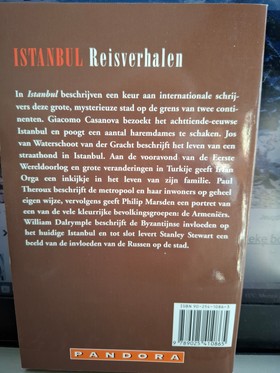 ISTANBUL Reisverhalen
In Istanbul beschrijven een keur aan internationale schrij-
vers deze grote, mysterieuze stad op de grens van twee conti-
nenten. Giacomo Casanova bezoekt het achttiende-eeuwse
Istanbul en poogt een aantal haremdames te schaken. Jos
van Waterschoot van der Gracht beschrijft het leven van een
straathond in Istanbul. Aan de vooravond van de Eerste
Wereldoorlog en grote veranderingen in Turkije geeft Irfan
Orga een inkijkje in het leven van zijn familie. Paul
Theroux beschrijft de metropool en haar inwoners op geheel
eigen wijze, vervolgens geeft Philip Marsden een portret van
een van de vele kleurrijke bevolkingsgroepen: de Armeniërs.
William Dalrymple beschrijft de Byzantijnse invloeden op
het huidige Istanbul en tot slot levert Stanley Stewart een
beeld van de invloeden van de Russen op de stad.
9 789025 410865
PANDORA